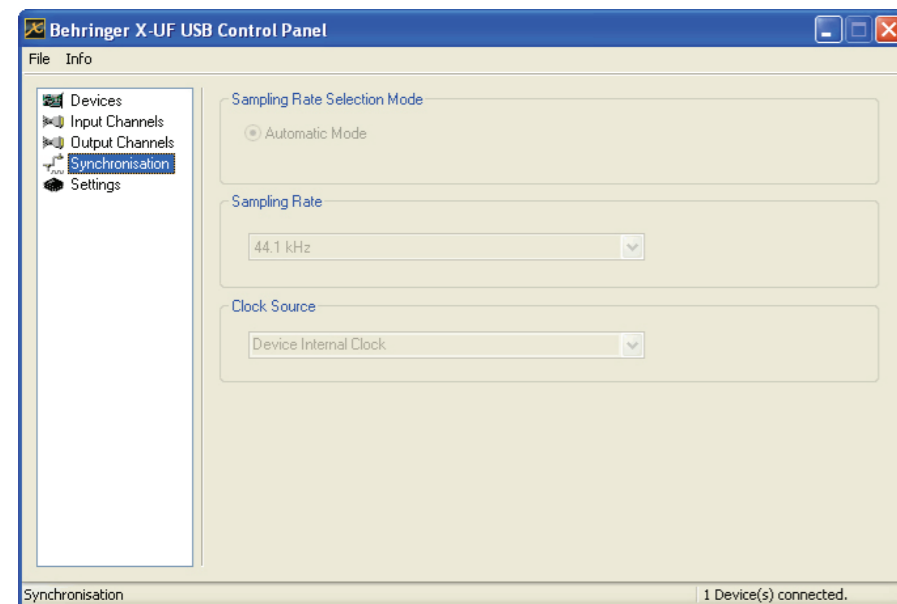 Behringer X-UF USB Control Panel
File Info
Devices
Input Channels
Output Channels
Synchronisation
Settings
Sampling Rate Selection Mode
Automatic Mode
Sampling Rate
44.1 kHz
Clock Source
Device Internal Clock
Synchronisation
1 Device(s) connected.